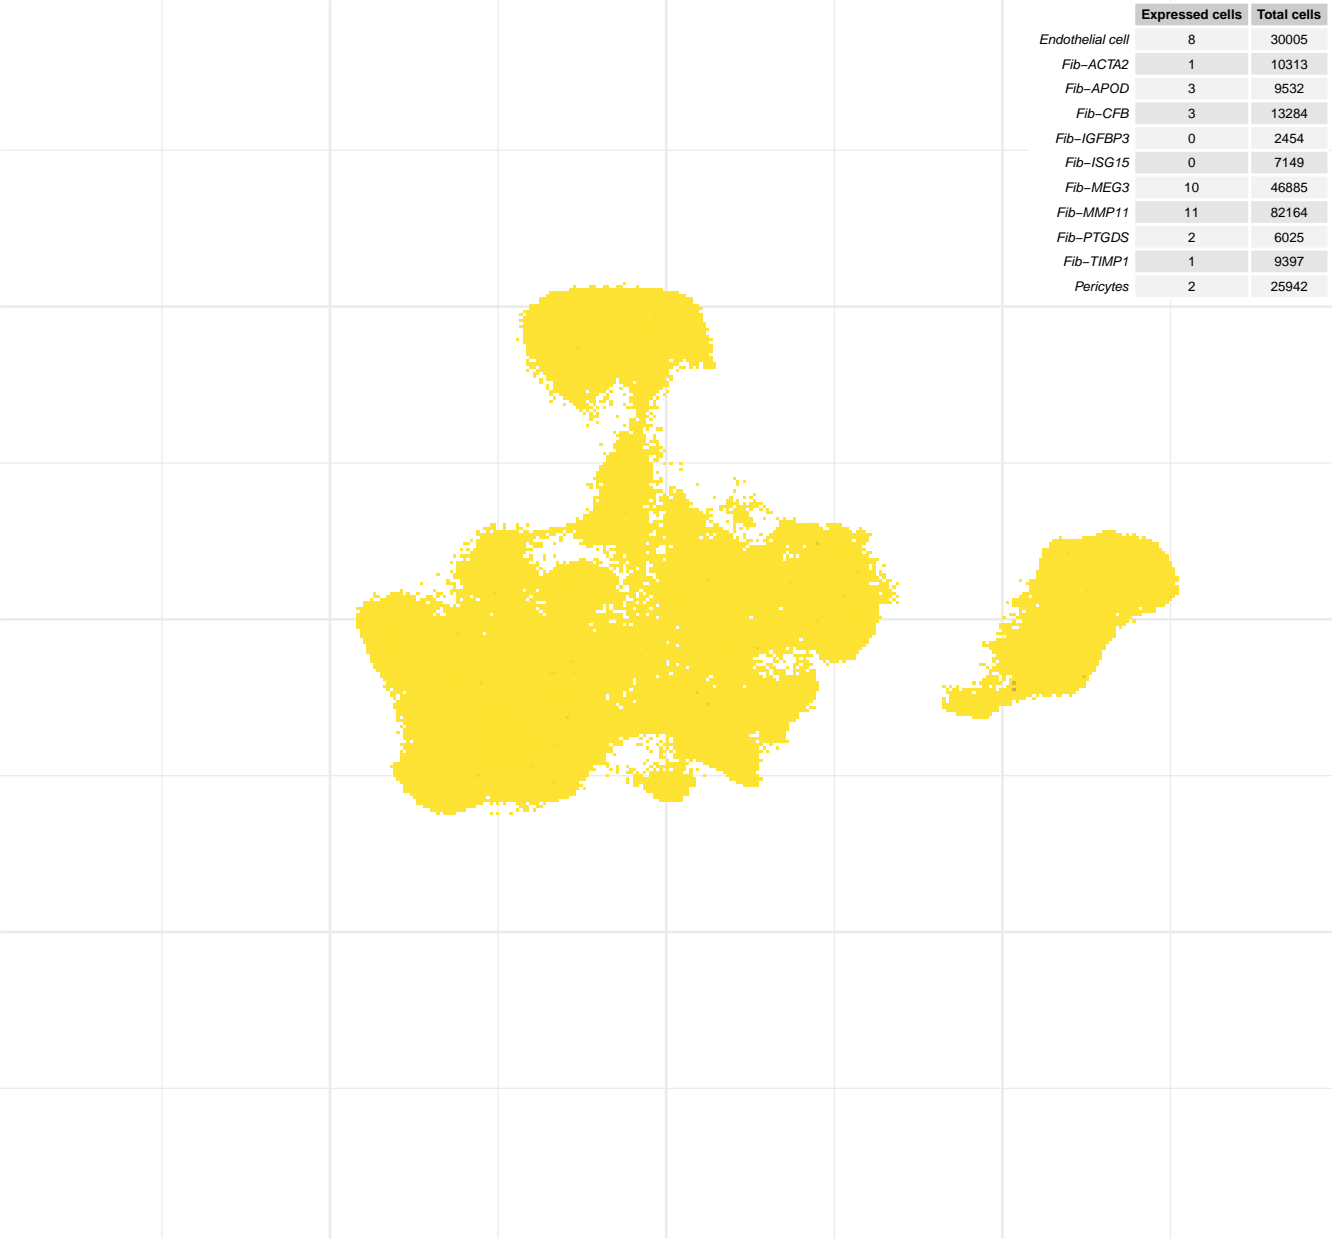 Expressed cells Total cells
Endothelial cell 8 30005
Fib−ACTA2 1 10313
Fib−APOD 3 9532
Fib−CFB 3 13284
Fib−IGFBP3 0 2454
Fib−ISG15 0 7149
Fib−MEG3 10 46885
Fib−MMP11 11 82164
Fib−PTGDS 2 6025
Fib−TIMP1 1 9397
Pericytes 2 25942